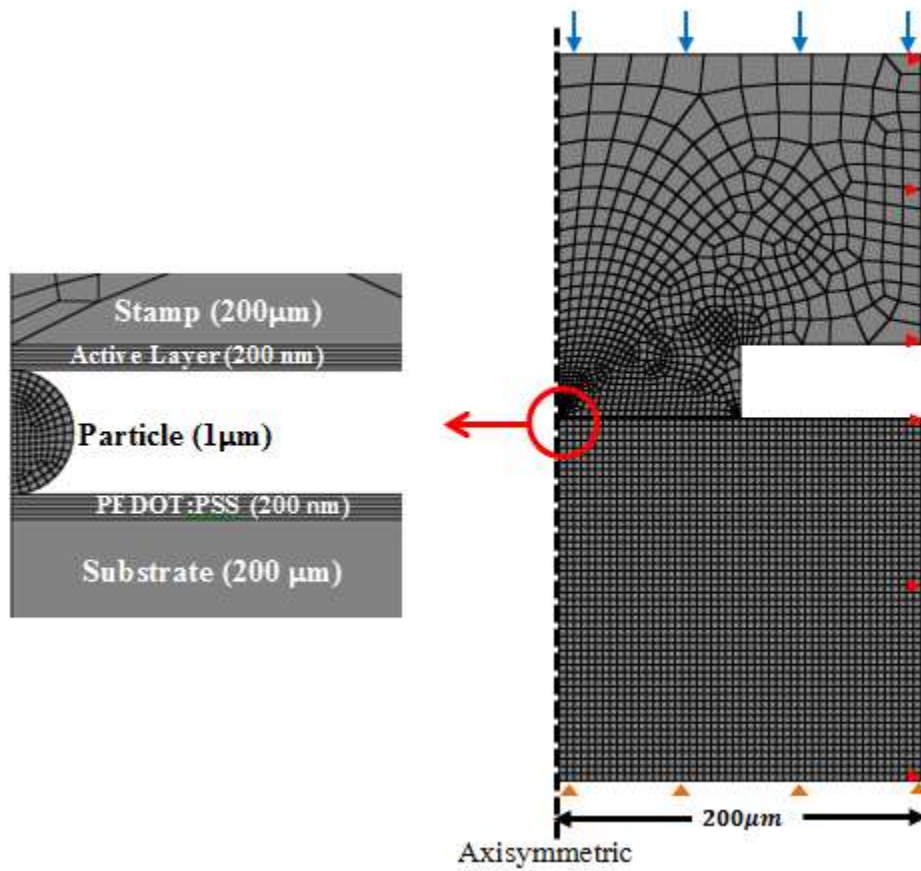 Stamp (200μm)
Active Layer (200 nm)
Particle (1μm)
PEDOT:PSS (200 nm)
Substrate (200 μm)
200μm
Axisymmetric